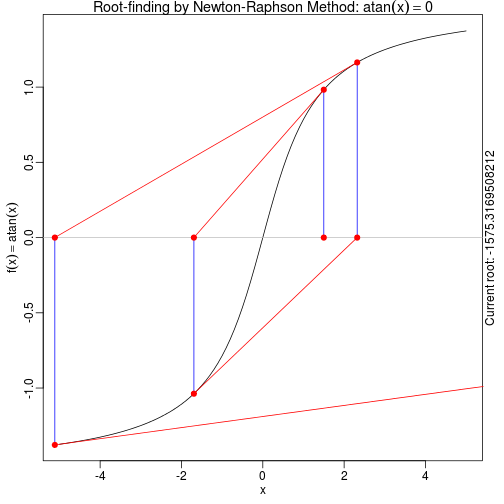 Root-finding by Newton-Raphson Method: atan(x) = 0
f(x) = atan(x)
1.0
0.5
0.0
-0.5
-1.0
-4
-2
0
2
4
x
Current root: -1575.3169508212